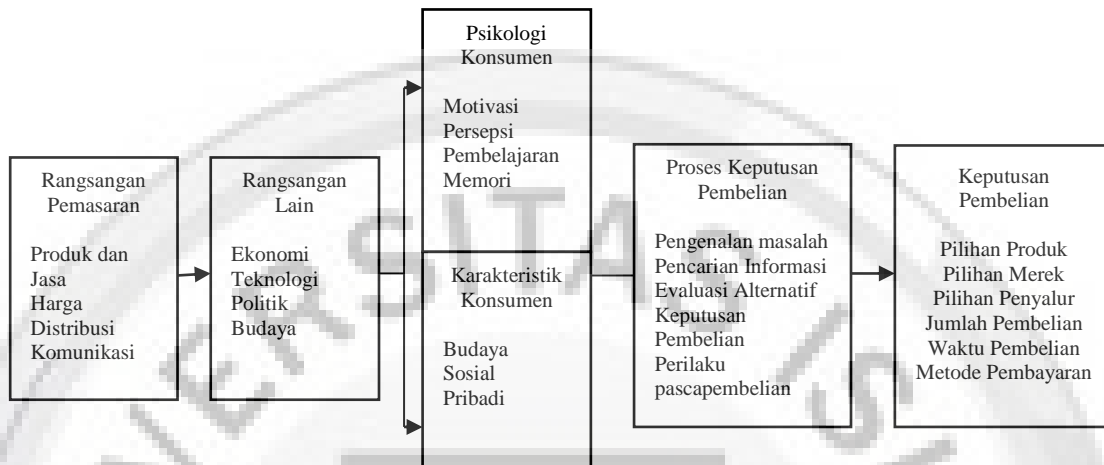 Rangsangan
Pemasaran
Produk dan
Jasa
Harga
Distribusi
Komunikasi
Rangsangan
Lain
Ekonomi
Teknologi
Politik
Budaya
Psikologi
Konsumen
Motivasi
Persepsi
Pembelajaran
Memori
Karakteristik
Konsumen
Budaya
Sosial
Pribadi
Proses Keputusan
Pembelian
Pengenalan masalah
Pencarian Informasi
Evaluasi Alternatif
Keputusan
Pembelian
Perilaku
pascapembelian
Keputusan
Pembelian
Pilihan Produk
Pilihan Merek
Pilihan Penyalur
Jumlah Pembelian
Waktu Pembelian
Metode Pembayaran